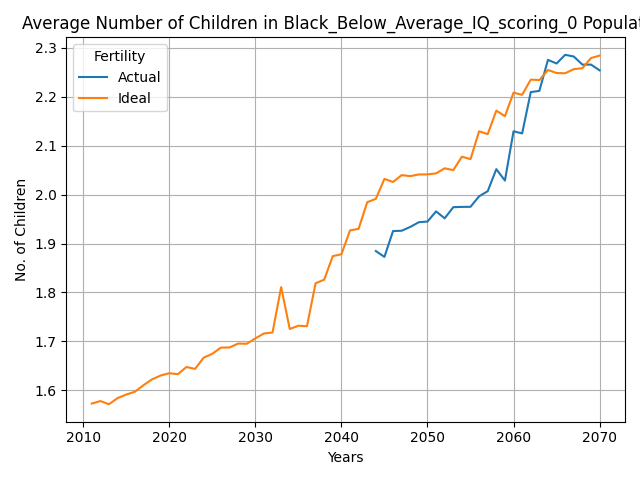 Average Number of Children in Black_Below_Average_IQ_scoring_0 Populat
Fertility
Actual
Ideal
No. of Children
2.3
2.2
2.1
2.0
1.9
1.8
1.7
1.6
2010 2020 2030 2040 2050 2060 2070
Years